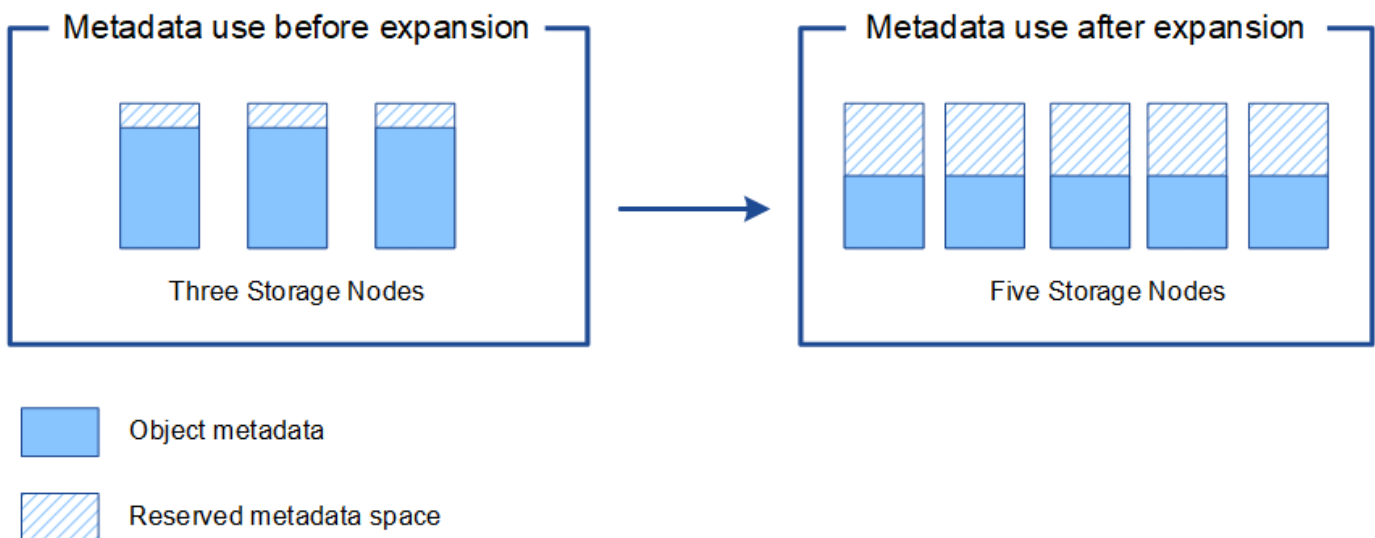 Metadata use before expansion
Metadata use after expansion
Three Storage Nodes
Five Storage Nodes
Object metadata
Reserved metadata space